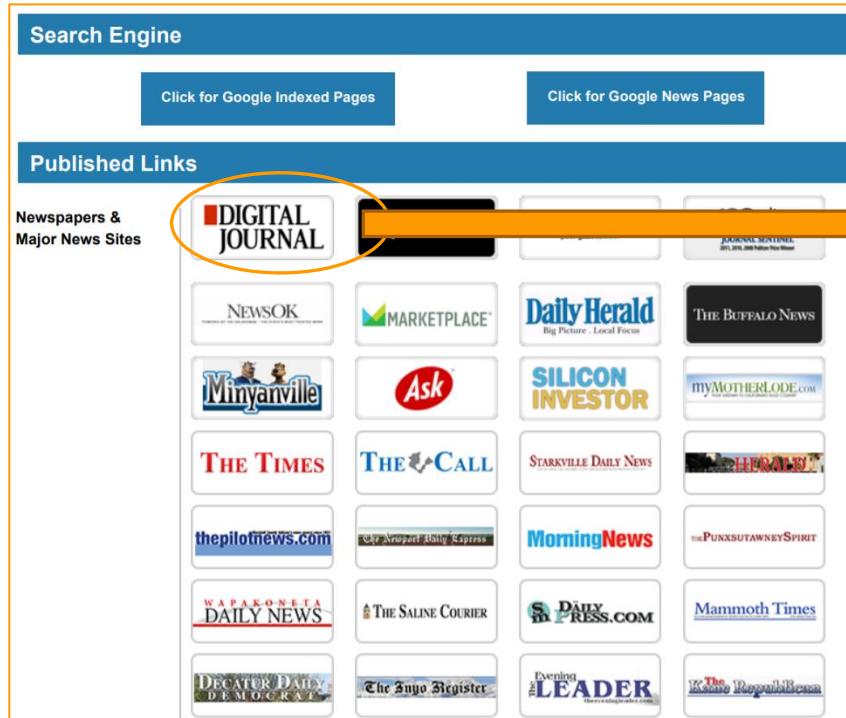 Search Engine
Click for Google Indexed Pages
Click for Google News Pages
Published Links
Newspapers &
Major News Sites
DIGITAL
JOURNAL
JOURNAL SENTINEL
NEWSOK
MARKETPLACE
Daily Herald
Big Picture . Local Focus
THE BUFFALO NEWS
Minyanville
Ask
SILICON
INVESTOR
myMOTHERLODE.COM
THE TIMES
THE CALL
STARKVILLE DAILY NEWS
HERALD
thepilotnews.com
The Newport Daily Express
MorningNews
THE PUNXSUTAWNEY SPIRIT
WAPAKONETA
DAILY NEWS
THE SALINE COURIER
SM DAILY
PRESS.COM
Mammoth Times
DECATUR DAILY
DEMOCRAT
The Inyo Register
The Evening
LEADER
theeveningleader.com
The
Kane Republican